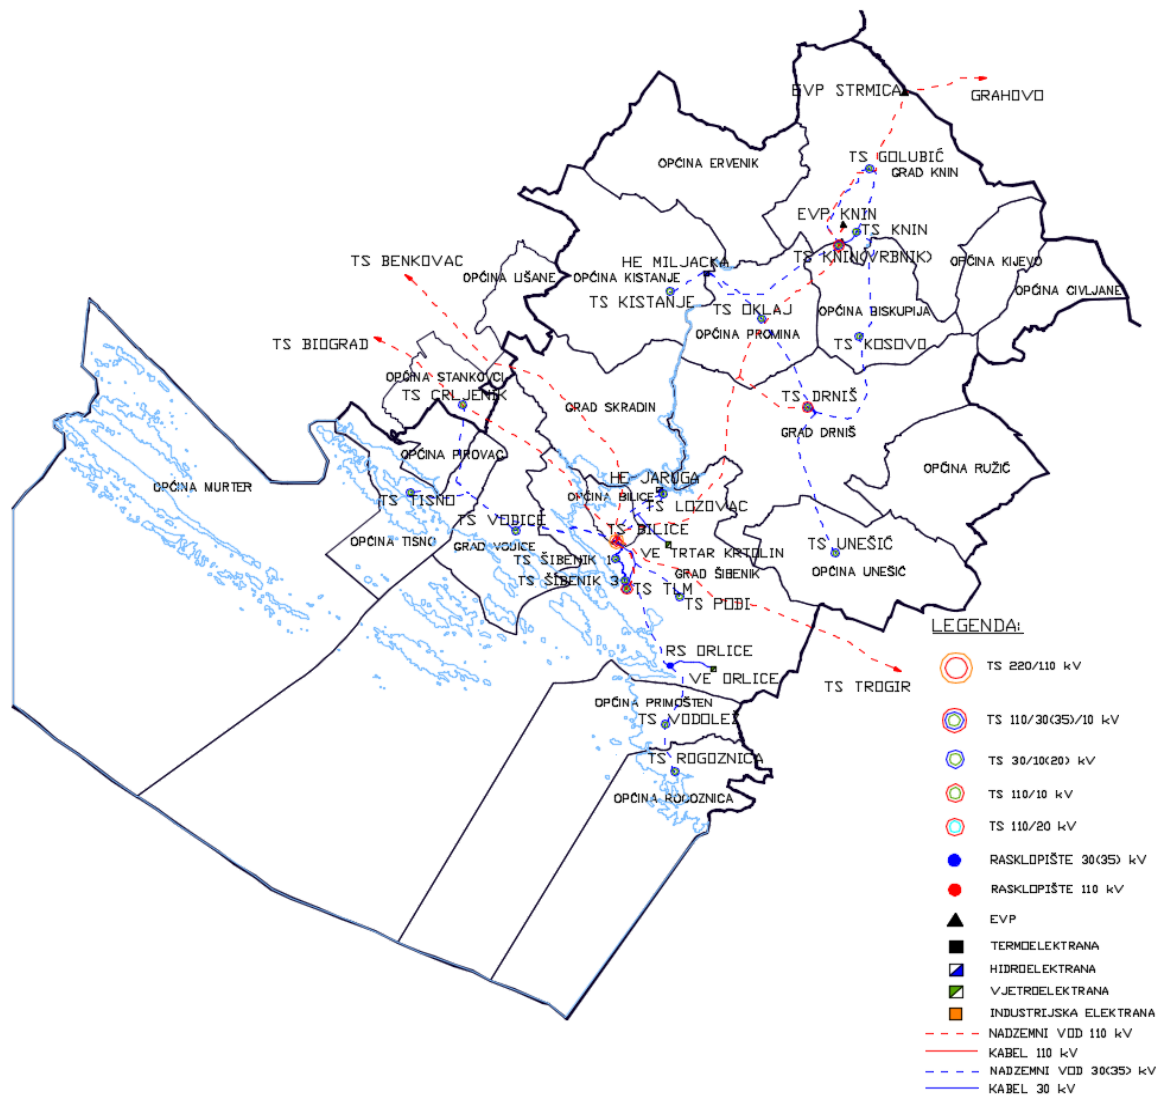 EVP STRMICA
GRAHOVO
OPĆINA ERVENIK
TS GOLUBIĆ
GRAD KNIN
EVP KNIN
TS KNIN
TS KNIN(VRBNIK)
TS BENKOVAC
OPĆINA LIŠANE
HE MILJACKA
OPĆINA KISTANJE
TS KISTANJE
OPĆINA KIJEVO
OPĆINA CIVLJANE
TS OKLAJ
OPĆINA PROMINA
OPĆINA BISKUPIJA
TS KOSOVO
TS BIOGRAD
OPĆINA STANKOVCI
TS CRLJENIK
GRAD SKRADIN
TS DRNIŠ
GRAD DRNIŠ
OPĆINA PIROVAC
OPĆINA RUŽIĆ
OPĆINA MURTER
TS TISNO
HE JARUGA
OPĆINA BILICE
TS LOZOVAC
TS VODICE
TS BILICE
OPĆINA TISNO
GRAD VODICE
VE TRTAR KRTOLIN
TS UNEŠIĆ
TS ŠIBENIK 1
GRAD ŠIBENIK
OPĆINA UNEŠIĆ
TS ŠIBENIK 3
TS TLM
TS PODI
RS ORLICE
VE ORLICE
TS TROGIR
OPĆINA PRIMOŠTEN
TS VODOLEŽ
TS ROGOZNICA
OPĆINA ROGOZNICA
LEGENDA:
TS 220/110 kV
TS 110/30(35)/10 kV
TS 30/10(20) kV
TS 110/10 kV
TS 110/20 kV
RASKLOPIŠTE 30(35) kV
RASKLOPIŠTE 110 kV
EVP
TERMOELEKTRANA
HIDROELEKTRANA
VJETROELEKTRANA
INDUSTRIJSKA ELEKTRANA
NADZEMNI VOD 110 kV
KABEL 110 kV
NADZEMNI VOD 30(35) kV
KABEL 30 kV